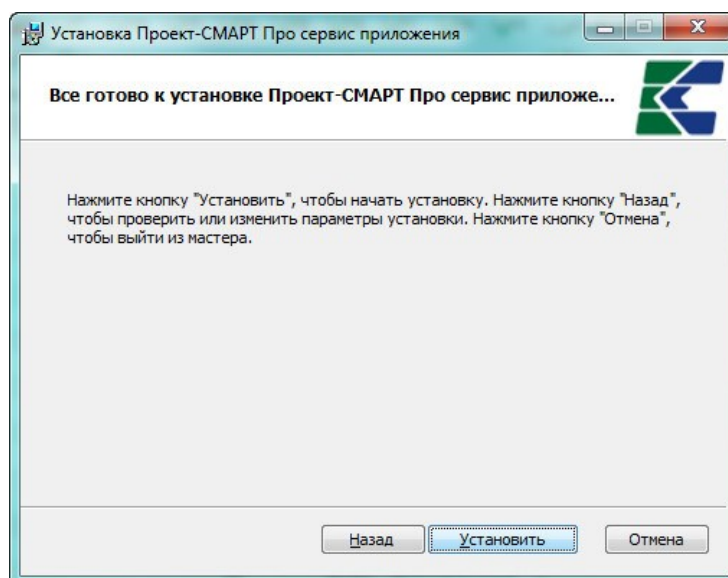 Установка Проект-СМАРТ Про сервис приложения
Все готово к установке Проект-СМАРТ Про сервис приложе...
Нажмите кнопку "Установить", чтобы начать установку. Нажмите кнопку "Назад",
чтобы проверить или изменить параметры установки. Нажмите кнопку "Отмена",
чтобы выйти из мастера.
Назад Установить Отмена